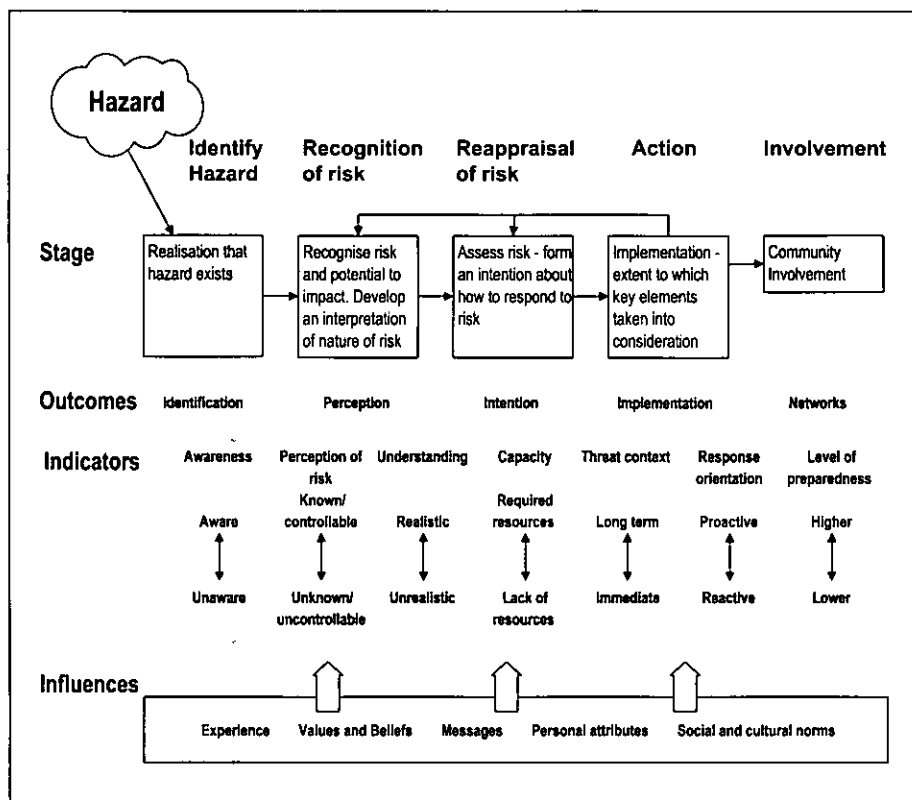 Hazard
Identify
Hazard
Recognition
of risk
Reappraisal
of risk
Action
Involvement
Stage
Realisation that
hazard exists
Recognise risk
and potential to
impact. Develop
an interpretation
of nature of risk
Assess risk - form
an intention about
how to respond to
risk
Implementation -
extent to which
key elements
taken into
consideration
Community
Involvement
Outcomes
Identification
Perception
Intention
Implementation
Networks
Indicators
Awareness
Perception of
risk
Understanding
Capacity
Threat context
Response
orientation
Level of
preparedness
Aware
Known/
controllable
Realistic
Required
resources
Long term
Proactive
Higher
Unaware
Unknown/
uncontrollable
Unrealistic
Lack of
resources
Immediate
Reactive
Lower
Influences
Experience
Values and Beliefs
Messages
Personal attributes
Social and cultural norms